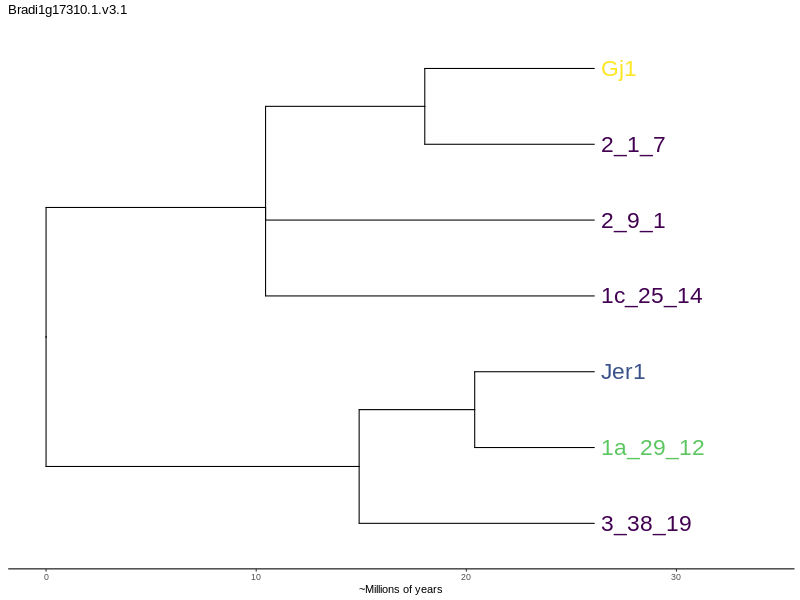 Bradi1g17310.1.v3.1
Gj1
2_1_7
2_9_1
1c_25_14
Jer1
1a_29_12
3_38_19
0 10 20 30
~Millions of years